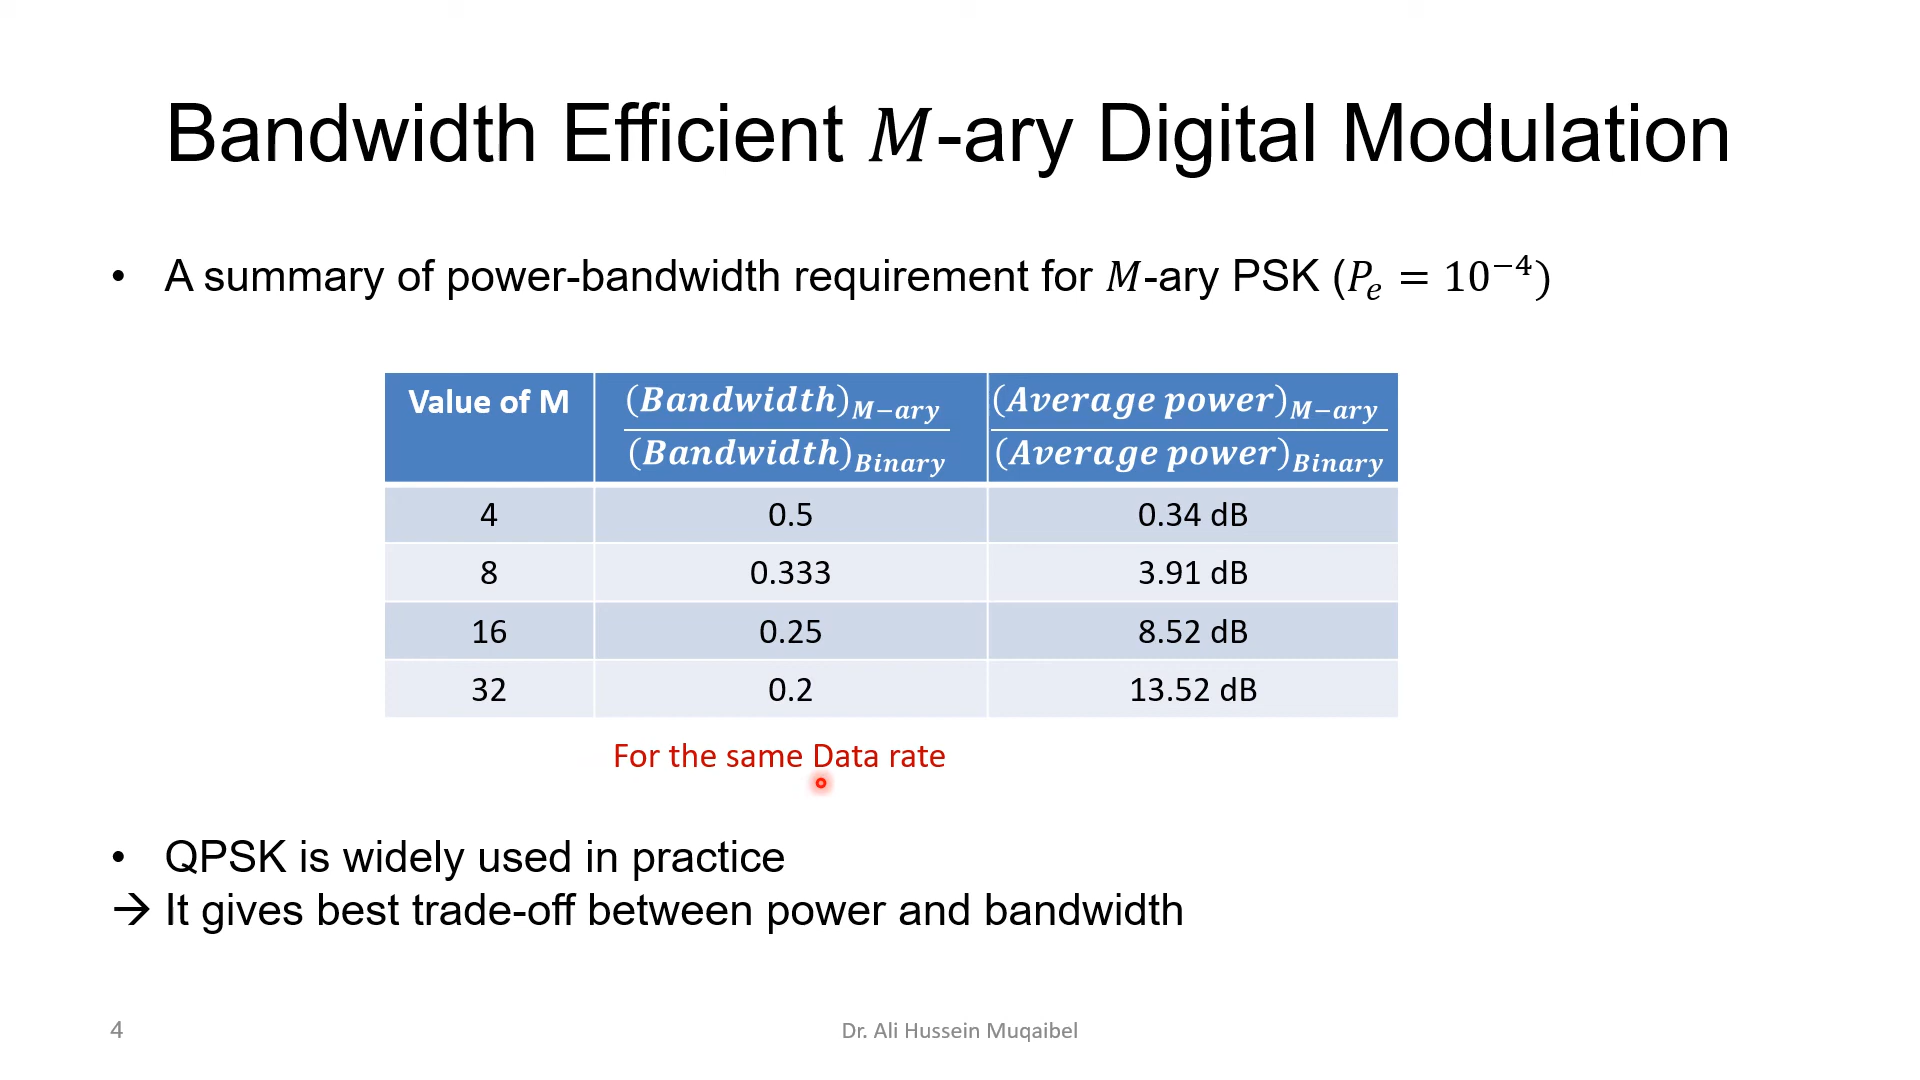 Bandwidth Efficient M-ary Digital Modulation
• A summary of power-bandwidth requirement for M-ary PSK (Pₑ = 10⁻⁴)
Value of M (Bandwidth)M−ary / (Bandwidth)Binary (Average power)M−ary / (Average power)Binary
4 0.5 0.34 dB
8 0.333 3.91 dB
16 0.25 8.52 dB
32 0.2 13.52 dB
For the same Data rate
• QPSK is widely used in practice
→ It gives best trade-off between power and bandwidth
4 Dr. Ali Hussein Muqaibel